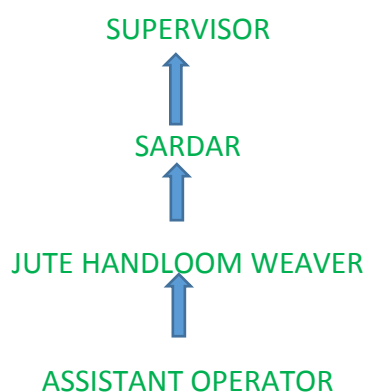 SUPERVISOR
SARDAR
JUTE HANDLOOM WEAVER
ASSISTANT OPERATOR